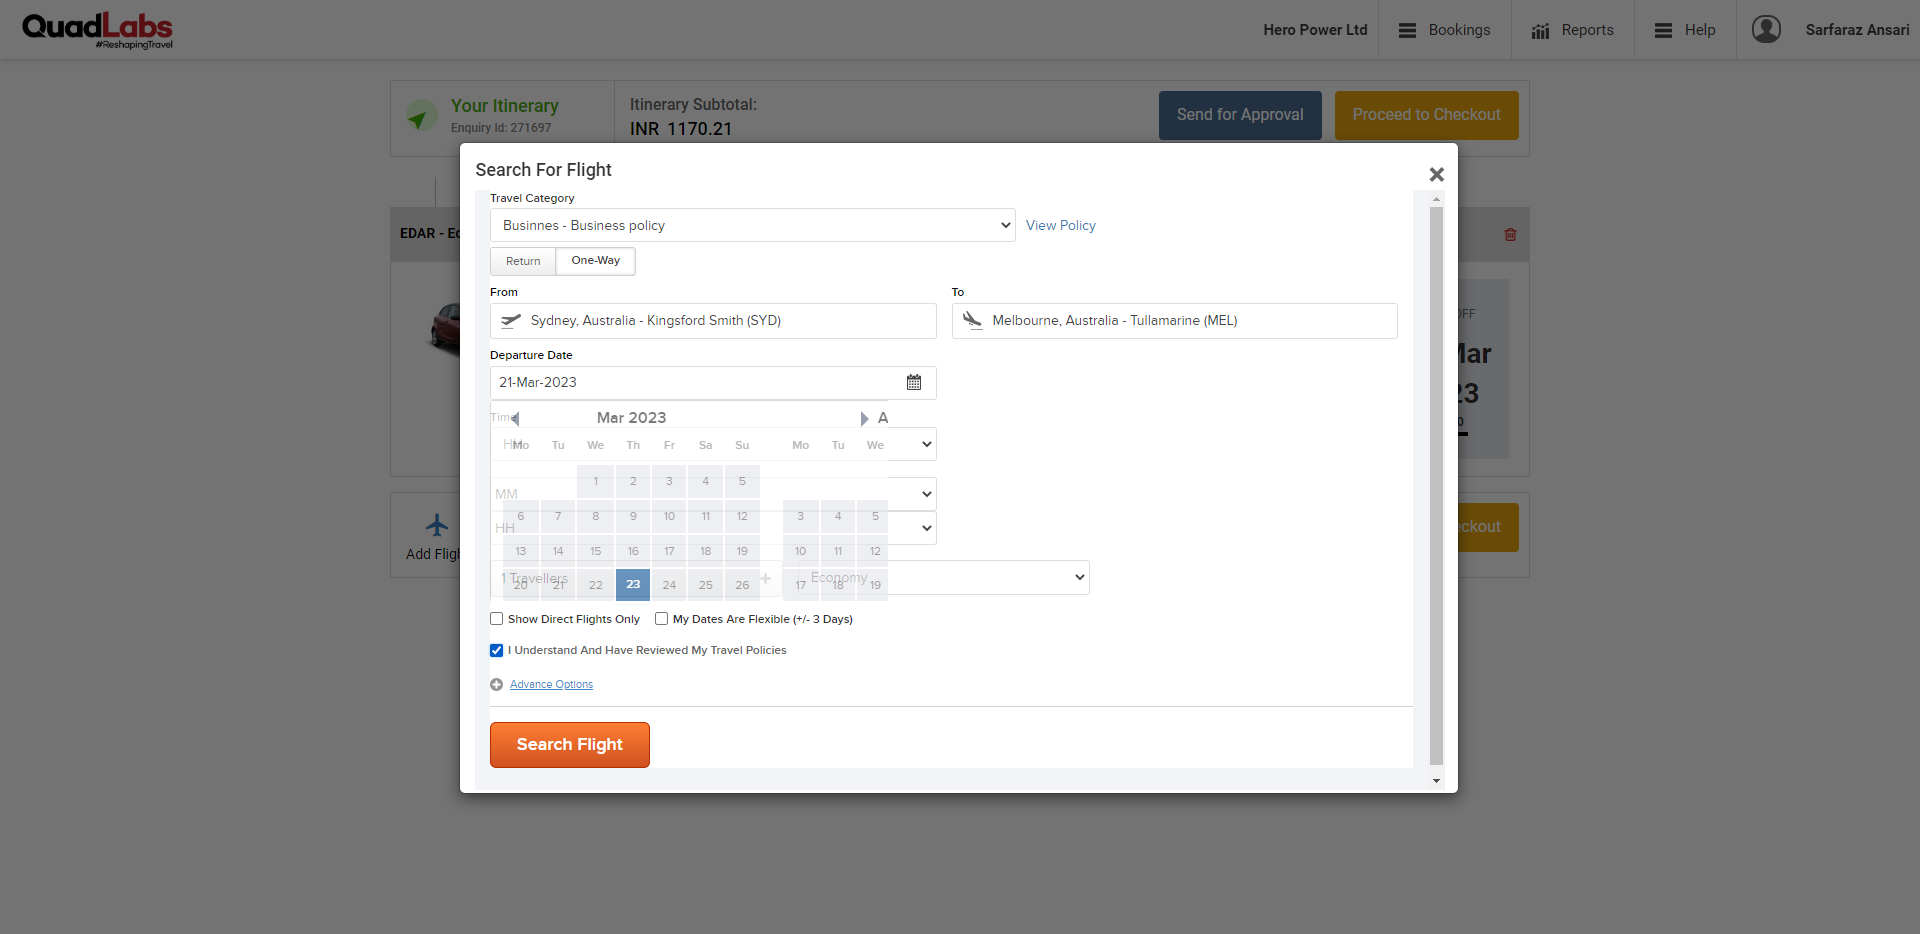 QuadLabs
#ReshapingTravel
Hero Power Ltd
Bookings
Reports
Help
Sarfaraz Ansari
Your Itinerary
Enquiry Id: 271697
Itinerary Subtotal:
INR 1170.21
Send for Approval
Proceed to Checkout
Search For Flight
Travel Category
Businnes - Business policy
View Policy
EDAR -
Return
One-Way
From
To
Sydney, Australia - Kingsford Smith (SYD)
Melbourne, Australia - Tullamarine (MEL)
OFF
Mar
23
0
Departure Date
21-Mar-2023
Time
Mar 2023
A
HH
Mo Tu We Th Fr Sa Su Mo Tu We
1 2 3 4 5
MM
6 7 8 9 10 11 12 3 4 5
HH
13 14 15 16 17 18 19 10 11 12
1 Travellers
+
Economy
20 21 22 23 24 25 26 17 18 19
Add Fligh
eckout
Show Direct Flights Only
My Dates Are Flexible (+/- 3 Days)
I Understand And Have Reviewed My Travel Policies
Advance Options
Search Flight